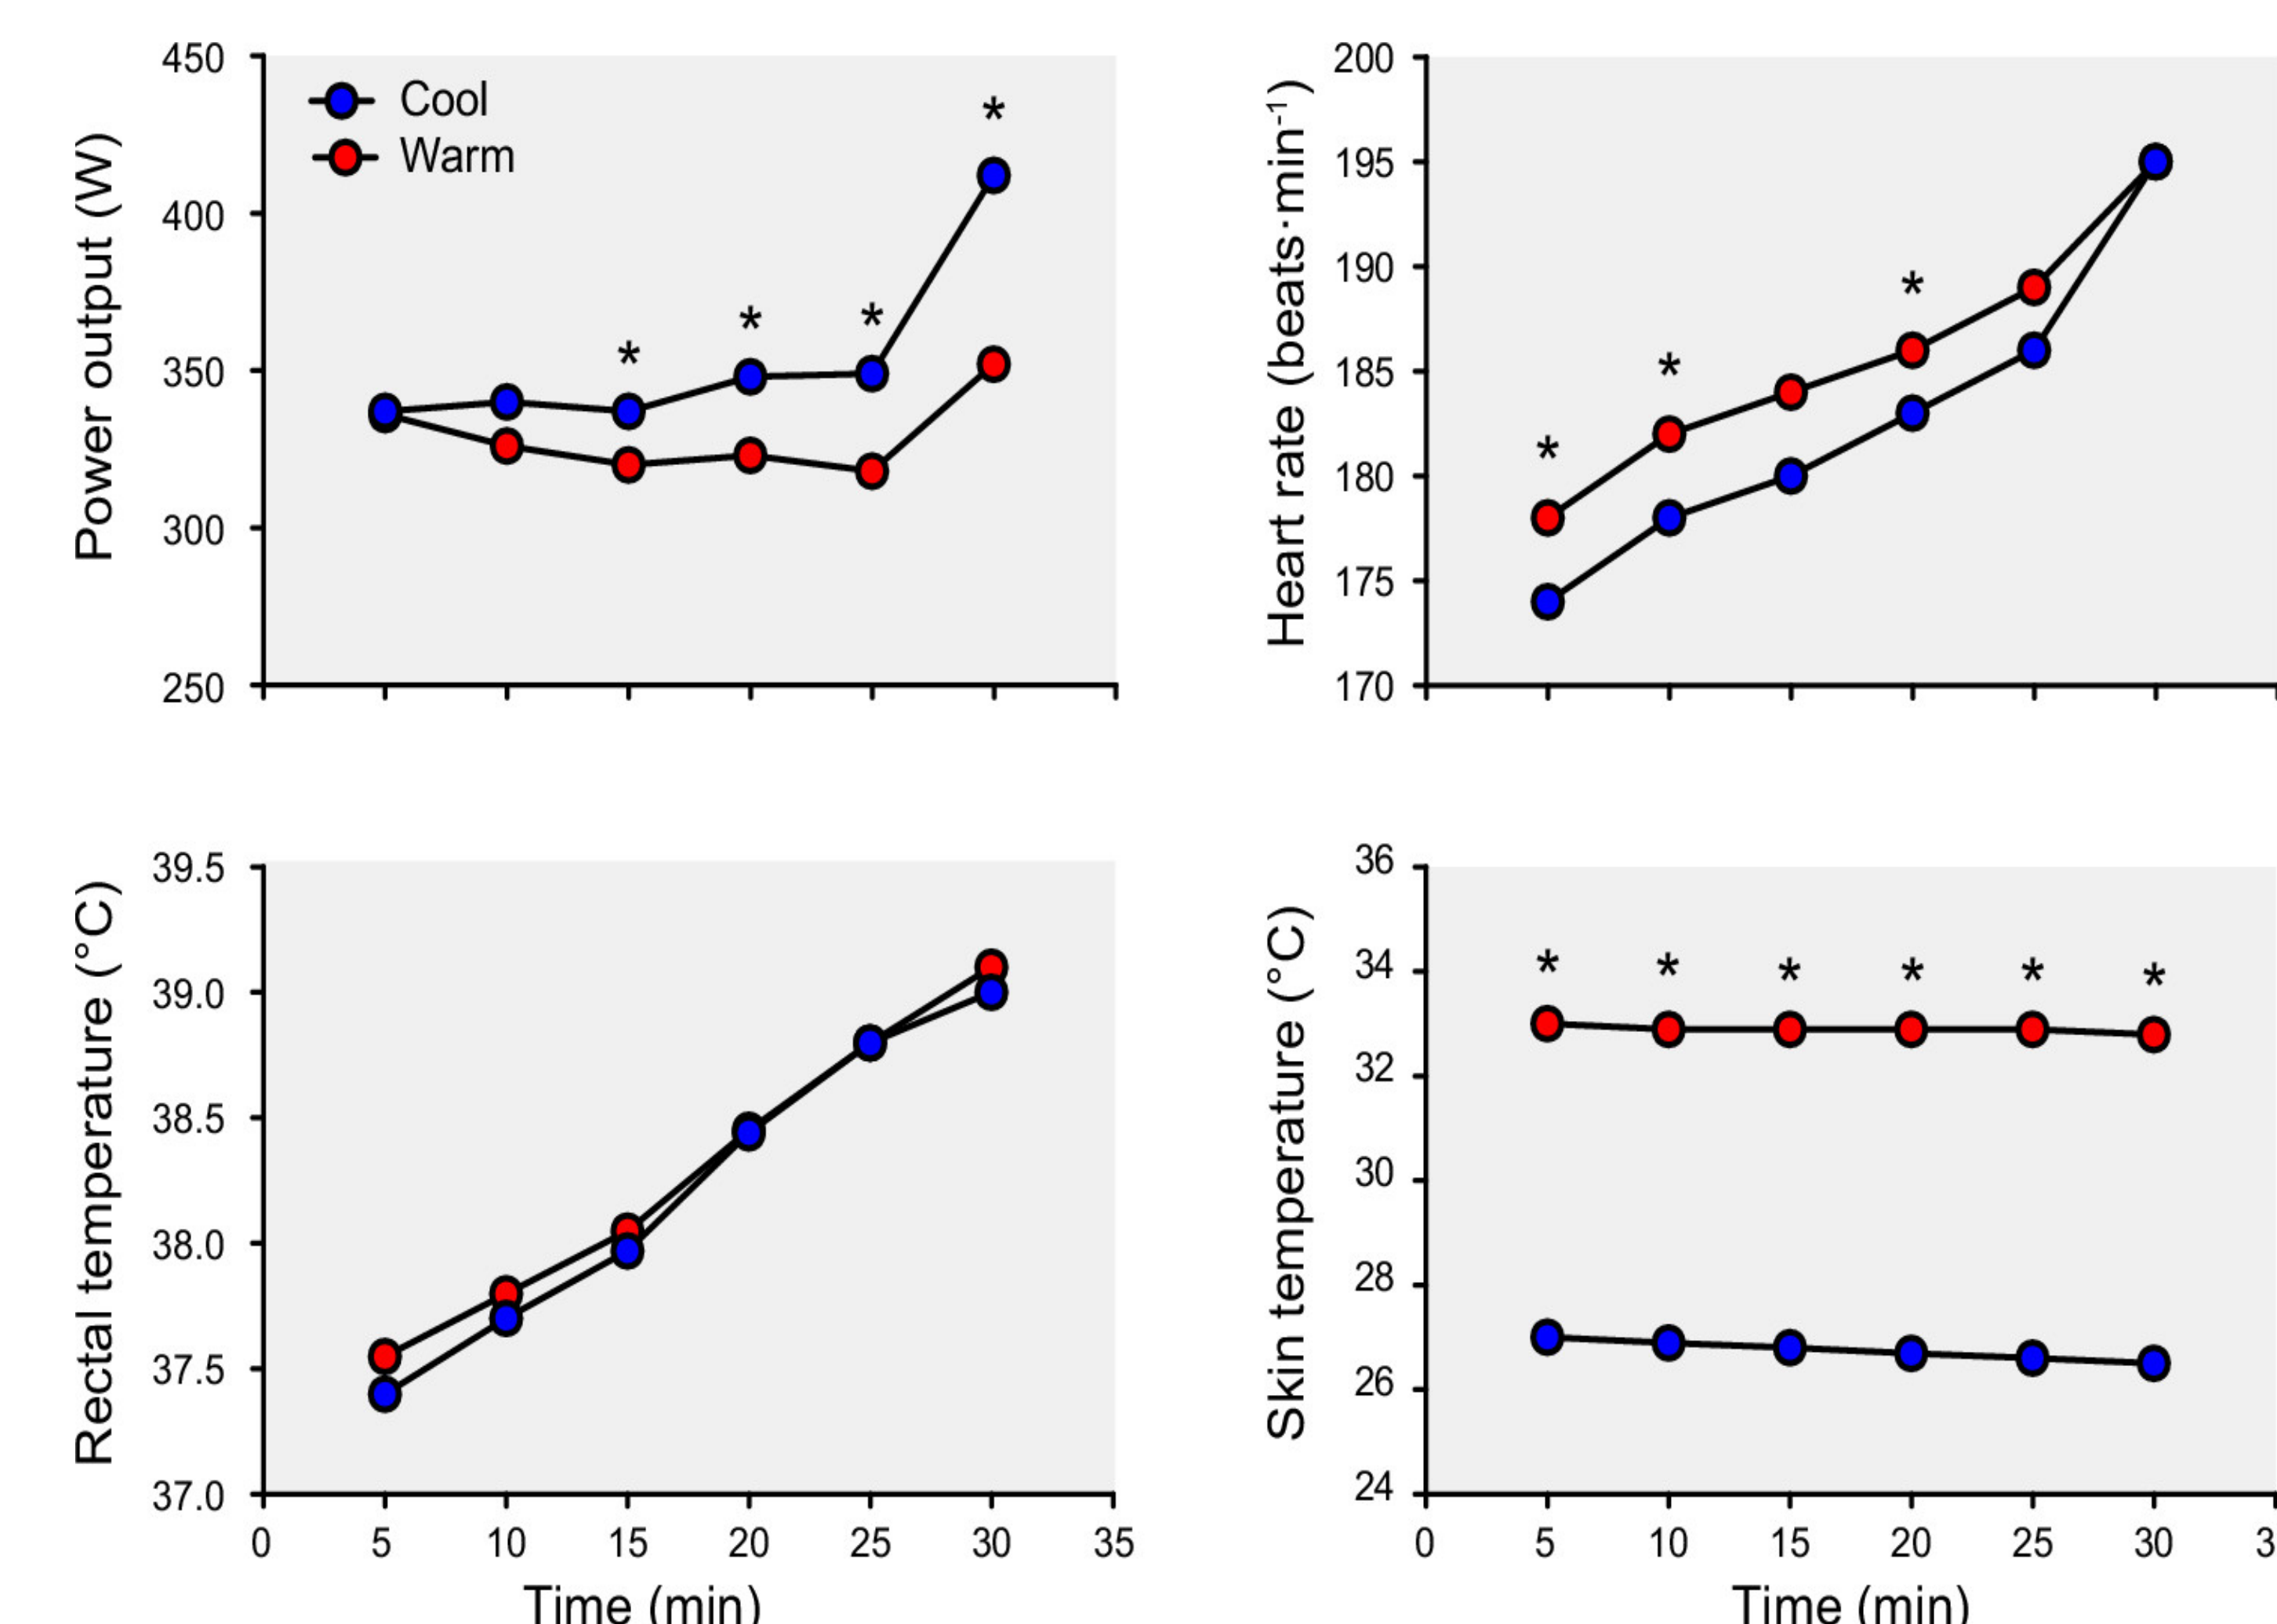 Power output (W)
450
400
350
300
250
Cool
Warm
*
*
*
*
Heart rate (beats·min⁻¹)
200
195
190
185
180
175
170
*
*
*
Rectal temperature (°C)
39.5
39.0
38.5
38.0
37.5
37.0
0 5 10 15 20 25 30 35
Time (min)
Skin temperature (°C)
36
34
32
30
28
26
24
* * * * * *
0 5 10 15 20 25 30 3
Time (min)